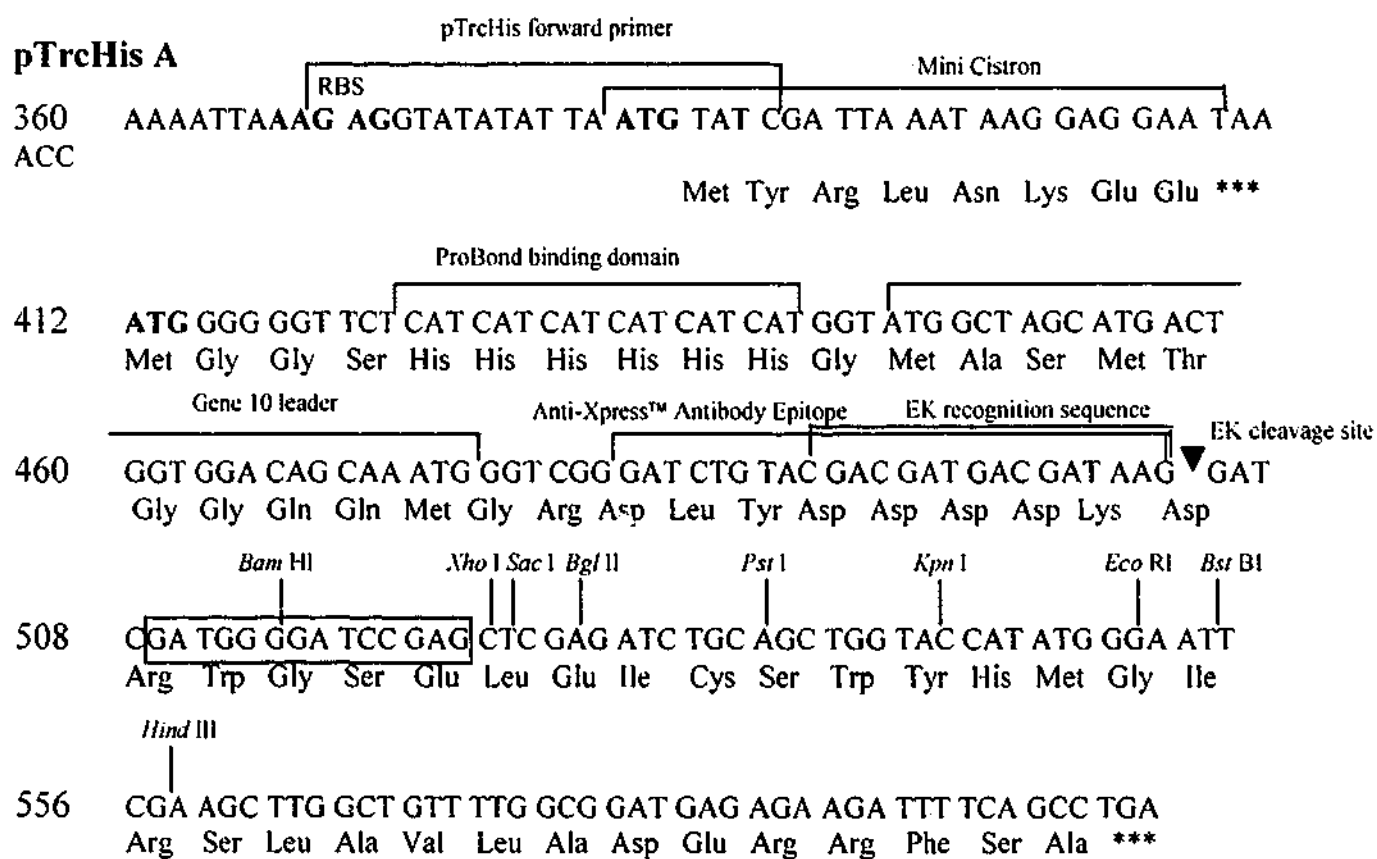 pTrcHis forward primer
pTrcHis A
RBS
Mini Cistron
360 AAAATTAAAG AGGTATATATT TA ATG TAT CGA TTA AAT AAG GAG GAA TAA
ACC
Met Tyr Arg Leu Asn Lys Glu Glu ***
ProBond binding domain
412 ATG GGG GGT TCT CAT CAT CAT CAT CAT CAT GGT ATG GCT AGC ATG ACT
Met Gly Gly Ser His His His His His His Gly Met Ala Ser Met Thr
Gene 10 leader Anti-Xpress™ Antibody Epitope EK recognition sequence
EK cleavage site
460 GGT GGA CAG CAA ATG GGT CGG GAT CTG TAC GAC GAT GAC GAT AAG GAT
Gly Gly Gln Gln Met Gly Arg Asp Leu Tyr Asp Asp Asp Asp Lys Asp
Bam HI Xho I Sac I Bgl II Pst I Kpn I Eco RI Bst BI
508 CGA TGG GGA TCC GAG CTC GAG ATC TGC AGC TGG TAC CAT ATG GGA ATT
Arg Trp Gly Ser Glu Leu Glu Ile Cys Ser Trp Tyr His Met Gly Ile
Hind III
556 CGA AGC TTG GCT GTT TTG GCG GAT GAG AGA AGA TTT TCA GCC TGA
Arg Ser Leu Ala Val Leu Ala Asp Glu Arg Arg Phe Ser Ala ***